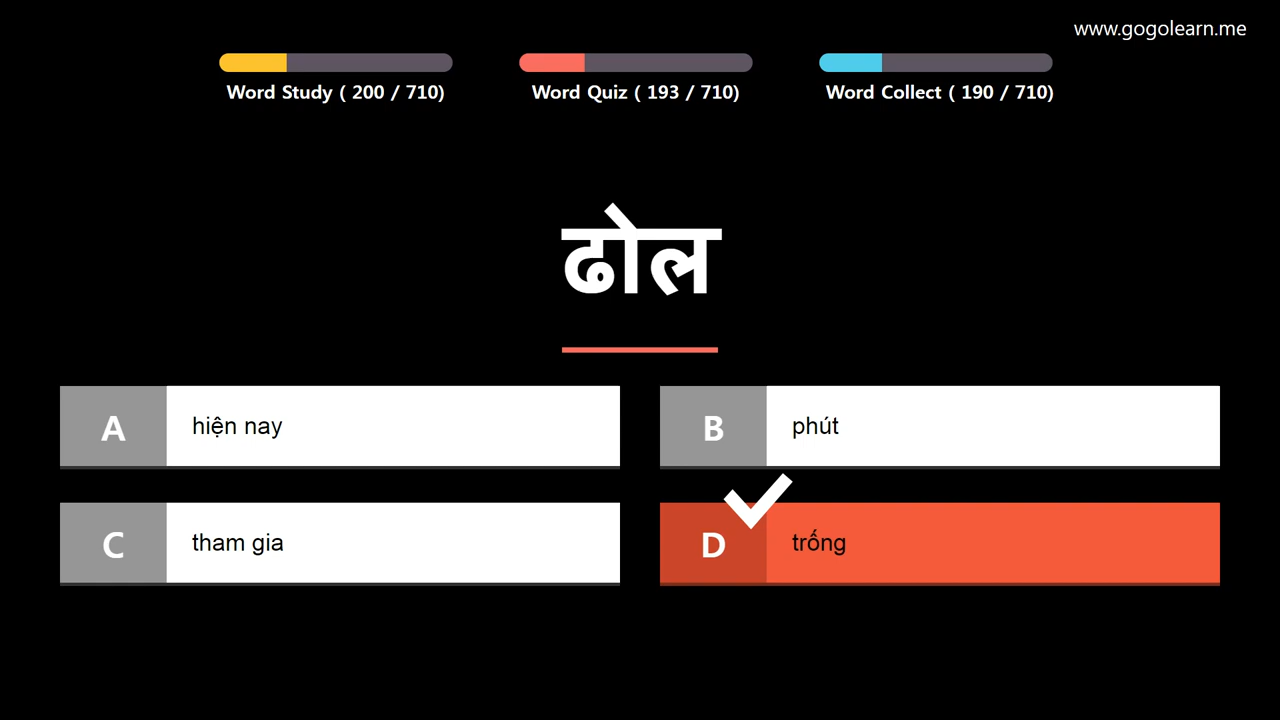 www.gogolearn.me
Word Study ( 200 / 710)
Word Quiz ( 193 / 710)
Word Collect ( 190 / 710)
ढोल
A
hiện nay
B
phút
C
tham gia
D
trống